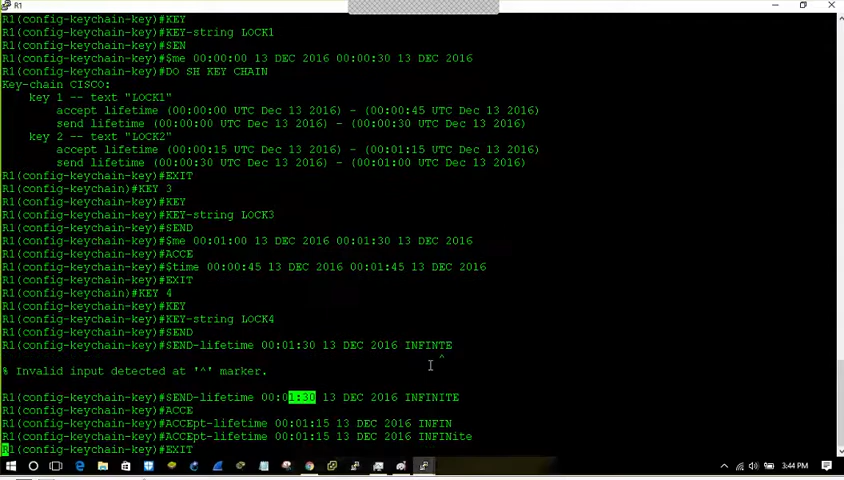 R1
R1(config-keychain-key)#KEY
R1(config-keychain-key)#KEY-string LOCK1
R1(config-keychain-key)#SEN
R1(config-keychain-key)#$me 00:00:00 13 DEC 2016 00:00:30 13 DEC 2016
R1(config-keychain-key)#DO SH KEY CHAIN
Key-chain CISCO:
    key 1 -- text "LOCK1"
        accept lifetime (00:00:00 UTC Dec 13 2016) - (00:00:45 UTC Dec 13 2016)
        send lifetime (00:00:00 UTC Dec 13 2016) - (00:00:30 UTC Dec 13 2016)
    key 2 -- text "LOCK2"
        accept lifetime (00:00:15 UTC Dec 13 2016) - (00:01:15 UTC Dec 13 2016)
        send lifetime (00:00:30 UTC Dec 13 2016) - (00:01:00 UTC Dec 13 2016)
R1(config-keychain-key)#EXIT
R1(config-keychain)#KEY 3
R1(config-keychain-key)#KEY
R1(config-keychain-key)#KEY-string LOCK3
R1(config-keychain-key)#SEND
R1(config-keychain-key)#$me 00:01:00 13 DEC 2016 00:01:30 13 DEC 2016
R1(config-keychain-key)#ACCE
R1(config-keychain-key)#$time 00:00:45 13 DEC 2016 00:01:45 13 DEC 2016
R1(config-keychain-key)#EXIT
R1(config-keychain)#KEY 4
R1(config-keychain-key)#KEY
R1(config-keychain-key)#KEY-string LOCK4
R1(config-keychain-key)#SEND
R1(config-keychain-key)#SEND-lifetime 00:01:30 13 DEC 2016 INFINTE
^
% Invalid input detected at '^' marker.
R1(config-keychain-key)#SEND-lifetime 00:01:30 13 DEC 2016 INFINITE
R1(config-keychain-key)#ACCE
R1(config-keychain-key)#ACCEpt-lifetime 00:01:15 13 DEC 2016 INFIN
R1(config-keychain-key)#ACCEpt-lifetime 00:01:15 13 DEC 2016 INFINite
R1(config-keychain-key)#EXIT
3:44 PM